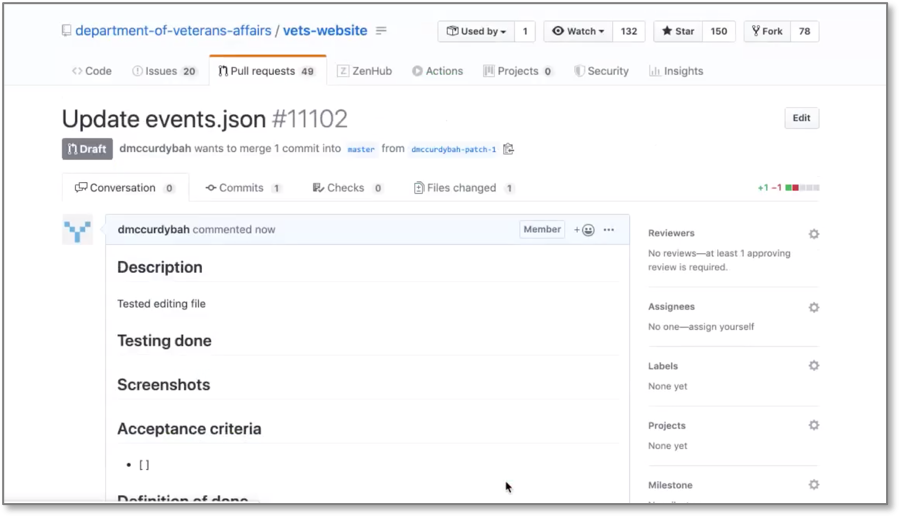 department-of-veterans-affairs / vets-website
Used by 1 Watch 132 Star 150 Fork 78
Code Issues 20 Pull requests 49 ZenHub Actions Projects 0 Security Insights
Update events.json #11102
Edit
Draft dmccurdybah wants to merge 1 commit into master from dmccurdybah-patch-1
Conversation 0 Commits 1 Checks 0 Files changed 1
+1 −1
dmccurdybah commented now
Member
Description
Tested editing file
Testing done
Screenshots
Acceptance criteria
• [ ]
Definition of done
Reviewers
No reviews—at least 1 approving
review is required.
Assignees
No one—assign yourself
Labels
None yet
Projects
None yet
Milestone